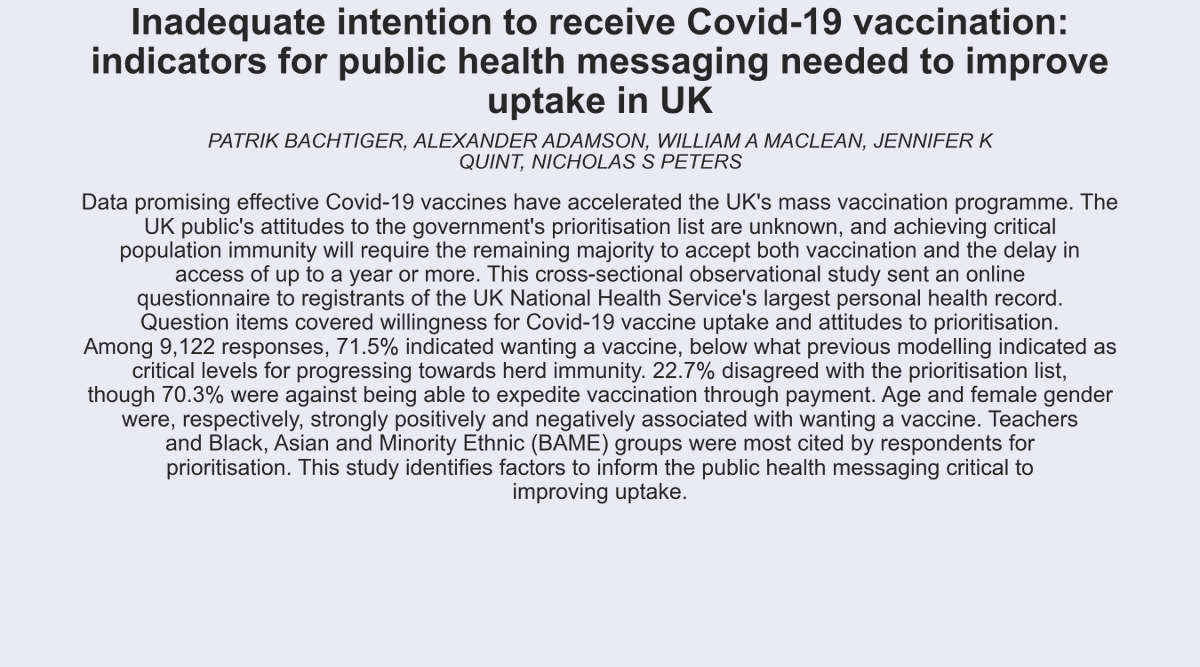 Inadequate intention to receive Covid-19 vaccination:
indicators for public health messaging needed to improve
uptake in UK
PATRIK BACHTIGER, ALEXANDER ADAMSON, WILLIAM A MACLEAN, JENNIFER K
QUINT, NICHOLAS S PETERS
Data promising effective Covid-19 vaccines have accelerated the UK's mass vaccination programme. The
UK public's attitudes to the government's prioritisation list are unknown, and achieving critical
population immunity will require the remaining majority to accept both vaccination and the delay in
access of up to a year or more. This cross-sectional observational study sent an online
questionnaire to registrants of the UK National Health Service's largest personal health record.
Question items covered willingness for Covid-19 vaccine uptake and attitudes to prioritisation.
Among 9,122 responses, 71.5% indicated wanting a vaccine, below what previous modelling indicated as
critical levels for progressing towards herd immunity. 22.7% disagreed with the prioritisation list,
though 70.3% were against being able to expedite vaccination through payment. Age and female gender
were, respectively, strongly positively and negatively associated with wanting a vaccine. Teachers
and Black, Asian and Minority Ethnic (BAME) groups were most cited by respondents for
prioritisation. This study identifies factors to inform the public health messaging critical to
improving uptake.